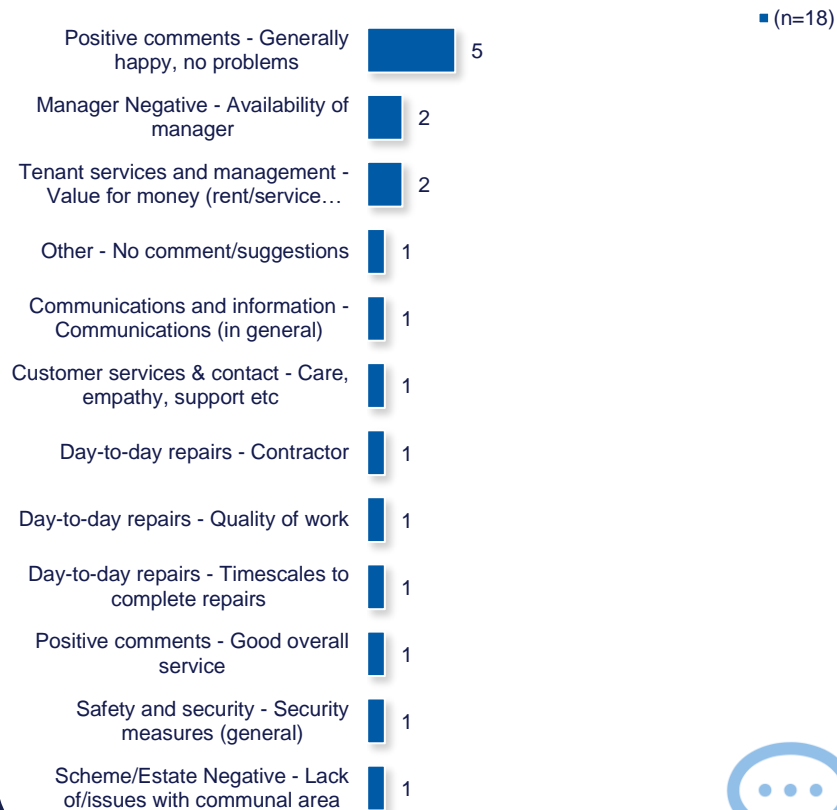 (n=18)
Positive comments - Generally
happy, no problems
5
Manager Negative - Availability of
manager
2
Tenant services and management -
Value for money (rent/service…
2
Other - No comment/suggestions
1
Communications and information -
Communications (in general)
1
Customer services & contact - Care,
empathy, support etc
1
Day-to-day repairs - Contractor
1
Day-to-day repairs - Quality of work
1
Day-to-day repairs - Timescales to
complete repairs
1
Positive comments - Good overall
service
1
Safety and security - Security
measures (general)
1
Scheme/Estate Negative - Lack
of/issues with communal area
1